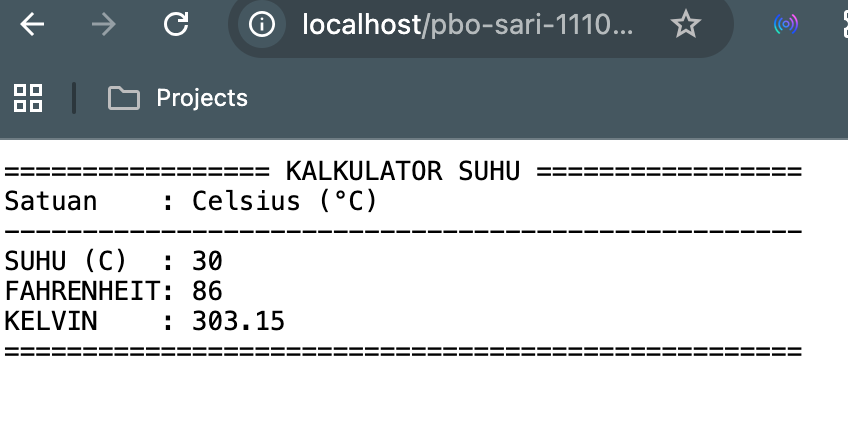 localhost/pbo-sari-1110...
Projects
================= KALKULATOR SUHU =================
Satuan    : Celsius (°C)
---------------------------------------------------
SUHU (C)  : 30
FAHRENHEIT: 86
KELVIN    : 303.15
===================================================